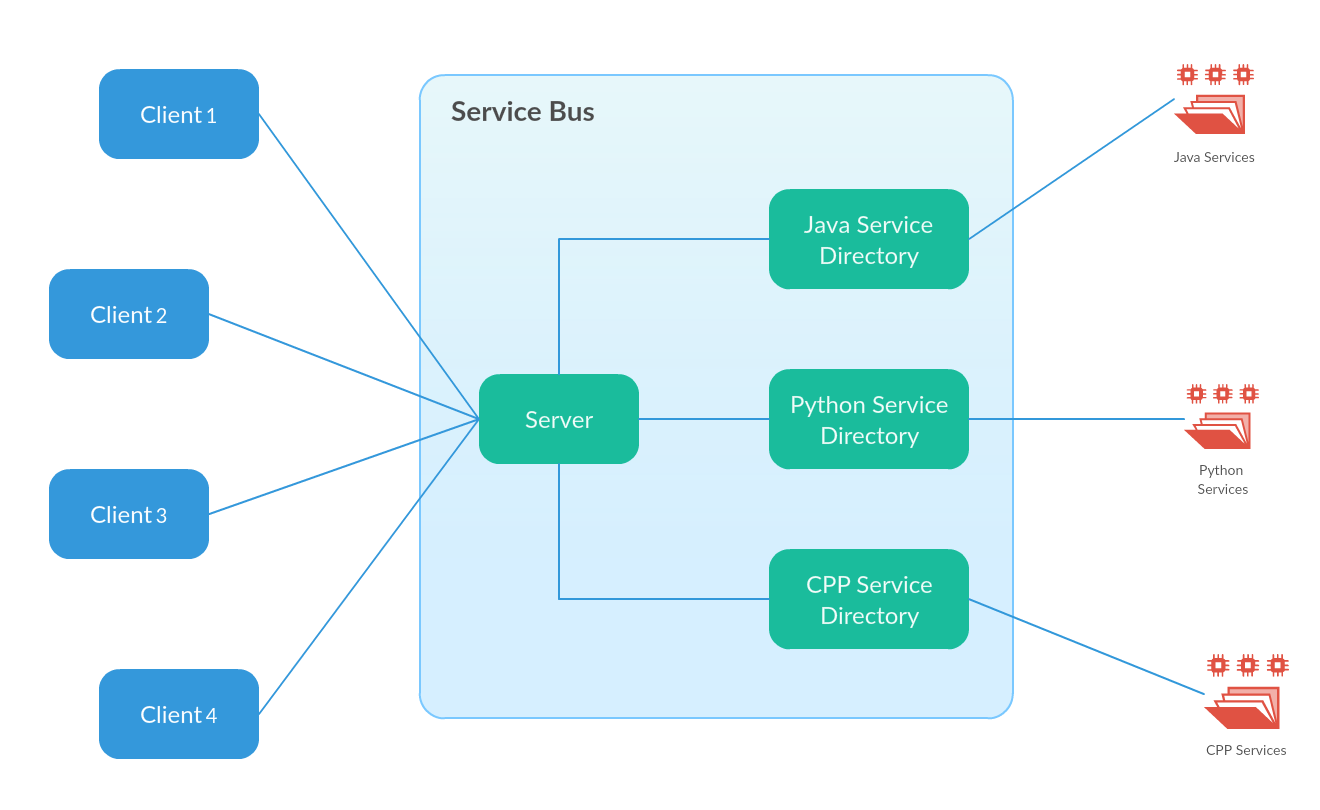 Client 1
Client 2
Client 3
Client 4
Service Bus
Server
Java Service
Directory
Python Service
Directory
CPP Service
Directory
Java Services
Python
Services
CPP Services